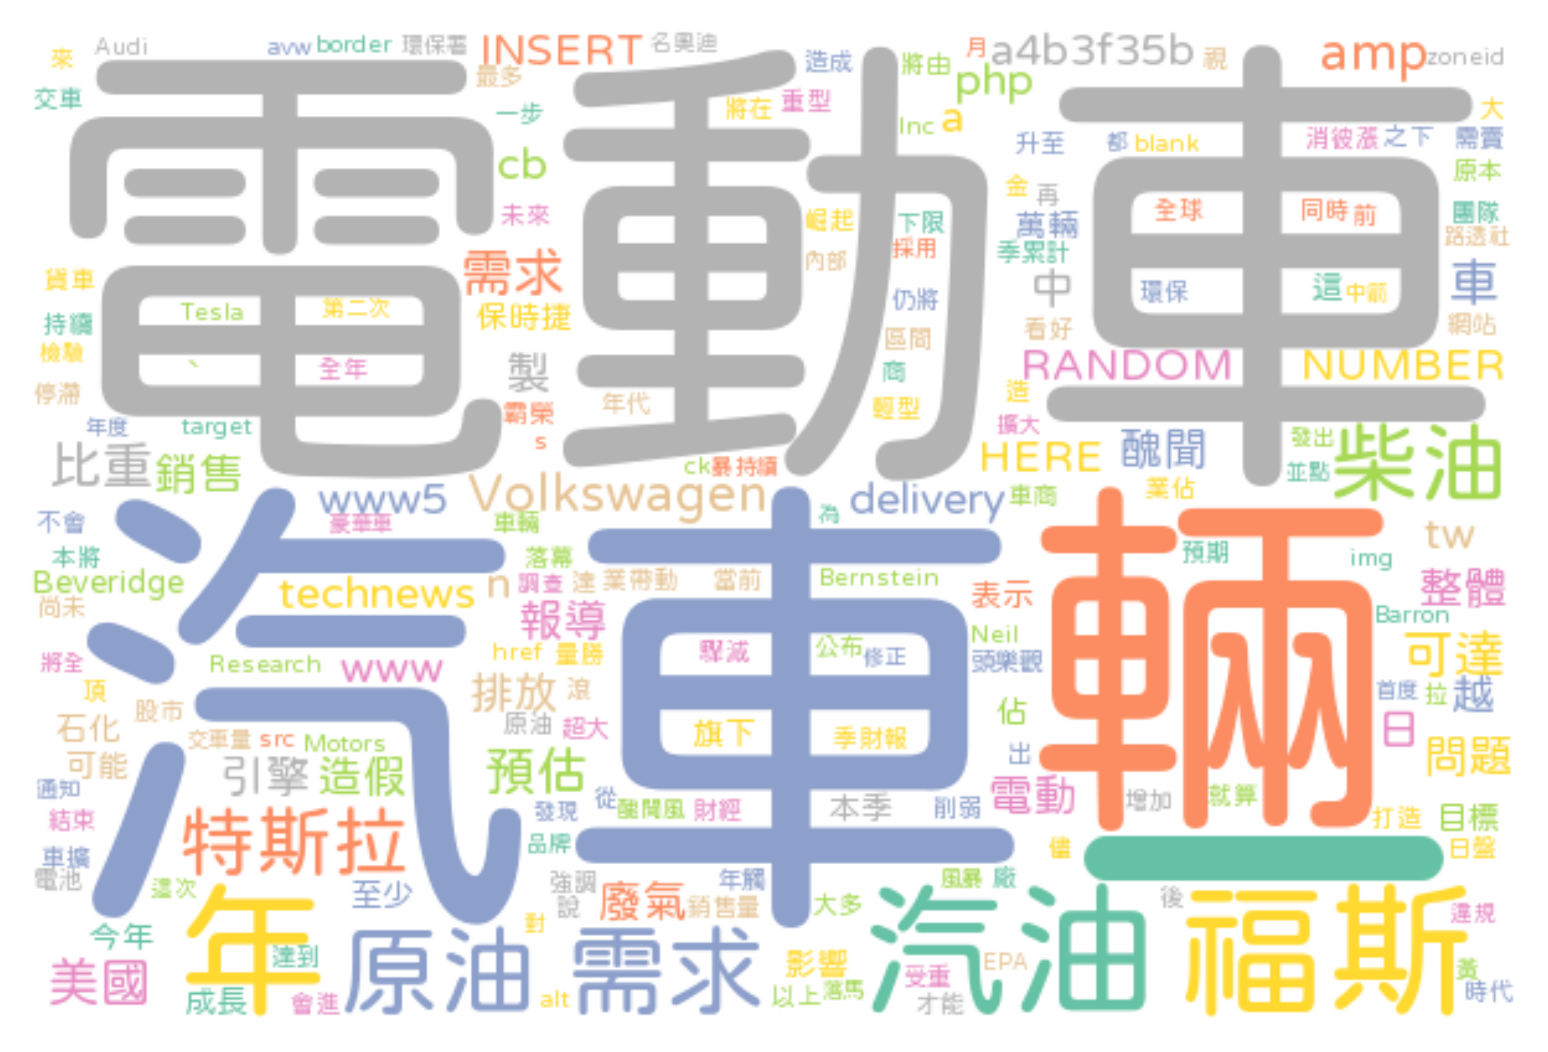 來 Audi avw border 環保署 INSERT 名奧迪 造成 將由 月 a4b3f35b 視 amp zoneid
交車 最多 一步 將在 重型 php 大
電動車
cb Inc a 升至 都 blank 消彼漲 之下 需賣
未來 崛起 下限 金 再 全球 同時 前 原本 團隊
貨車 需求 內部 採用 萬輛 季累計 路透社
Tesla 第二次 保時捷 仍將 中 環保 這 中箭 車
持續 檢驗 、 全年 製 區間 看好 網站
停滯 年代 商 輕型 造 RANDOM NUMBER
年度 target 霸榮 s 擴大
比重 銷售 ck 暴 持續 HERE 醜聞 發出 並點 柴油
www5 Volkswagen delivery 車商 業佔
不會 豪華車 車輛 為
汽車 輛
本將 落幕 預期 img tw
Beveridge technews n 調查 達 業帶動 當前 Bernstein 表示 整體
尚未 報導 Neil Barron
將全 Research www href 量勝 驟減 公布 修正 頭樂觀 可達
頂 股市 排放 滾 首度 拉 越
石化 交車量 src Motors 原油 超大 旗下 季財報 佔 日
可能 引擎 造假 預估 出 問題
通知 發現 從 醜聞風 財經 本季 削弱 電動 增加 就算
結束 特斯拉 品牌 打造 目標
車擴 電池 這次 至少 強調 年觸 風暴 廠 儘 一 日盤
說 廢氣 銷售量 大多 後 違規
今年 年 達到 對 原油 需求 影響 受重 EPA 汽油 福斯 黃
美國 成長 會進 alt 以上 落馬 才能 時代